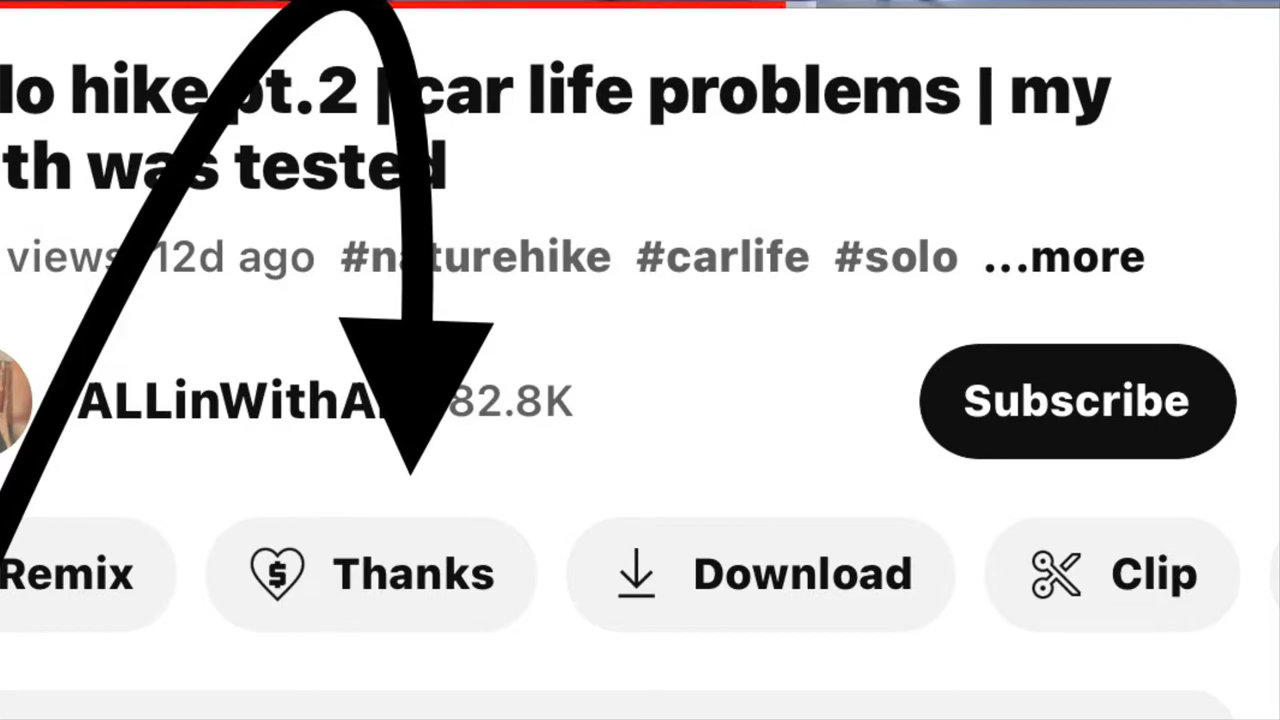 lo hike pt.2 | car life problems | my
th was tested
views 12d ago #naturehike #carlife #solo ...more
82.8K
Subscribe
Remix
Thanks
Download
Clip